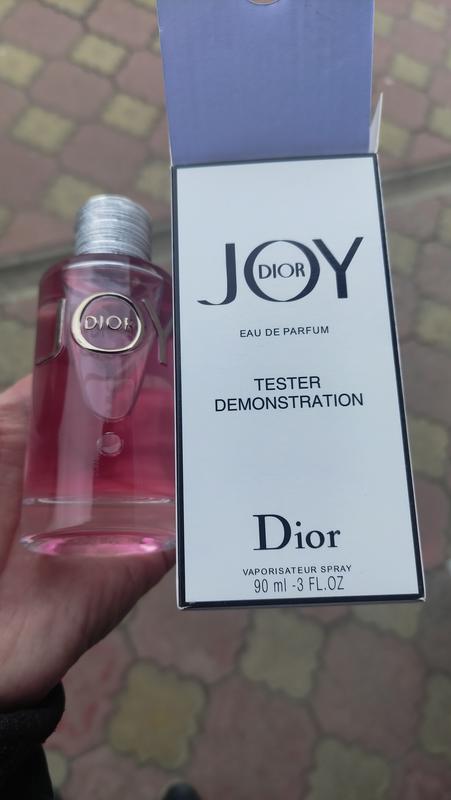 JOY
DIOR
JOY
DIOR
EAU DE PARFUM
TESTER
DEMONSTRATION
Dior
VAPORISATEUR SPRAY
90 ml -3 FL.OZ